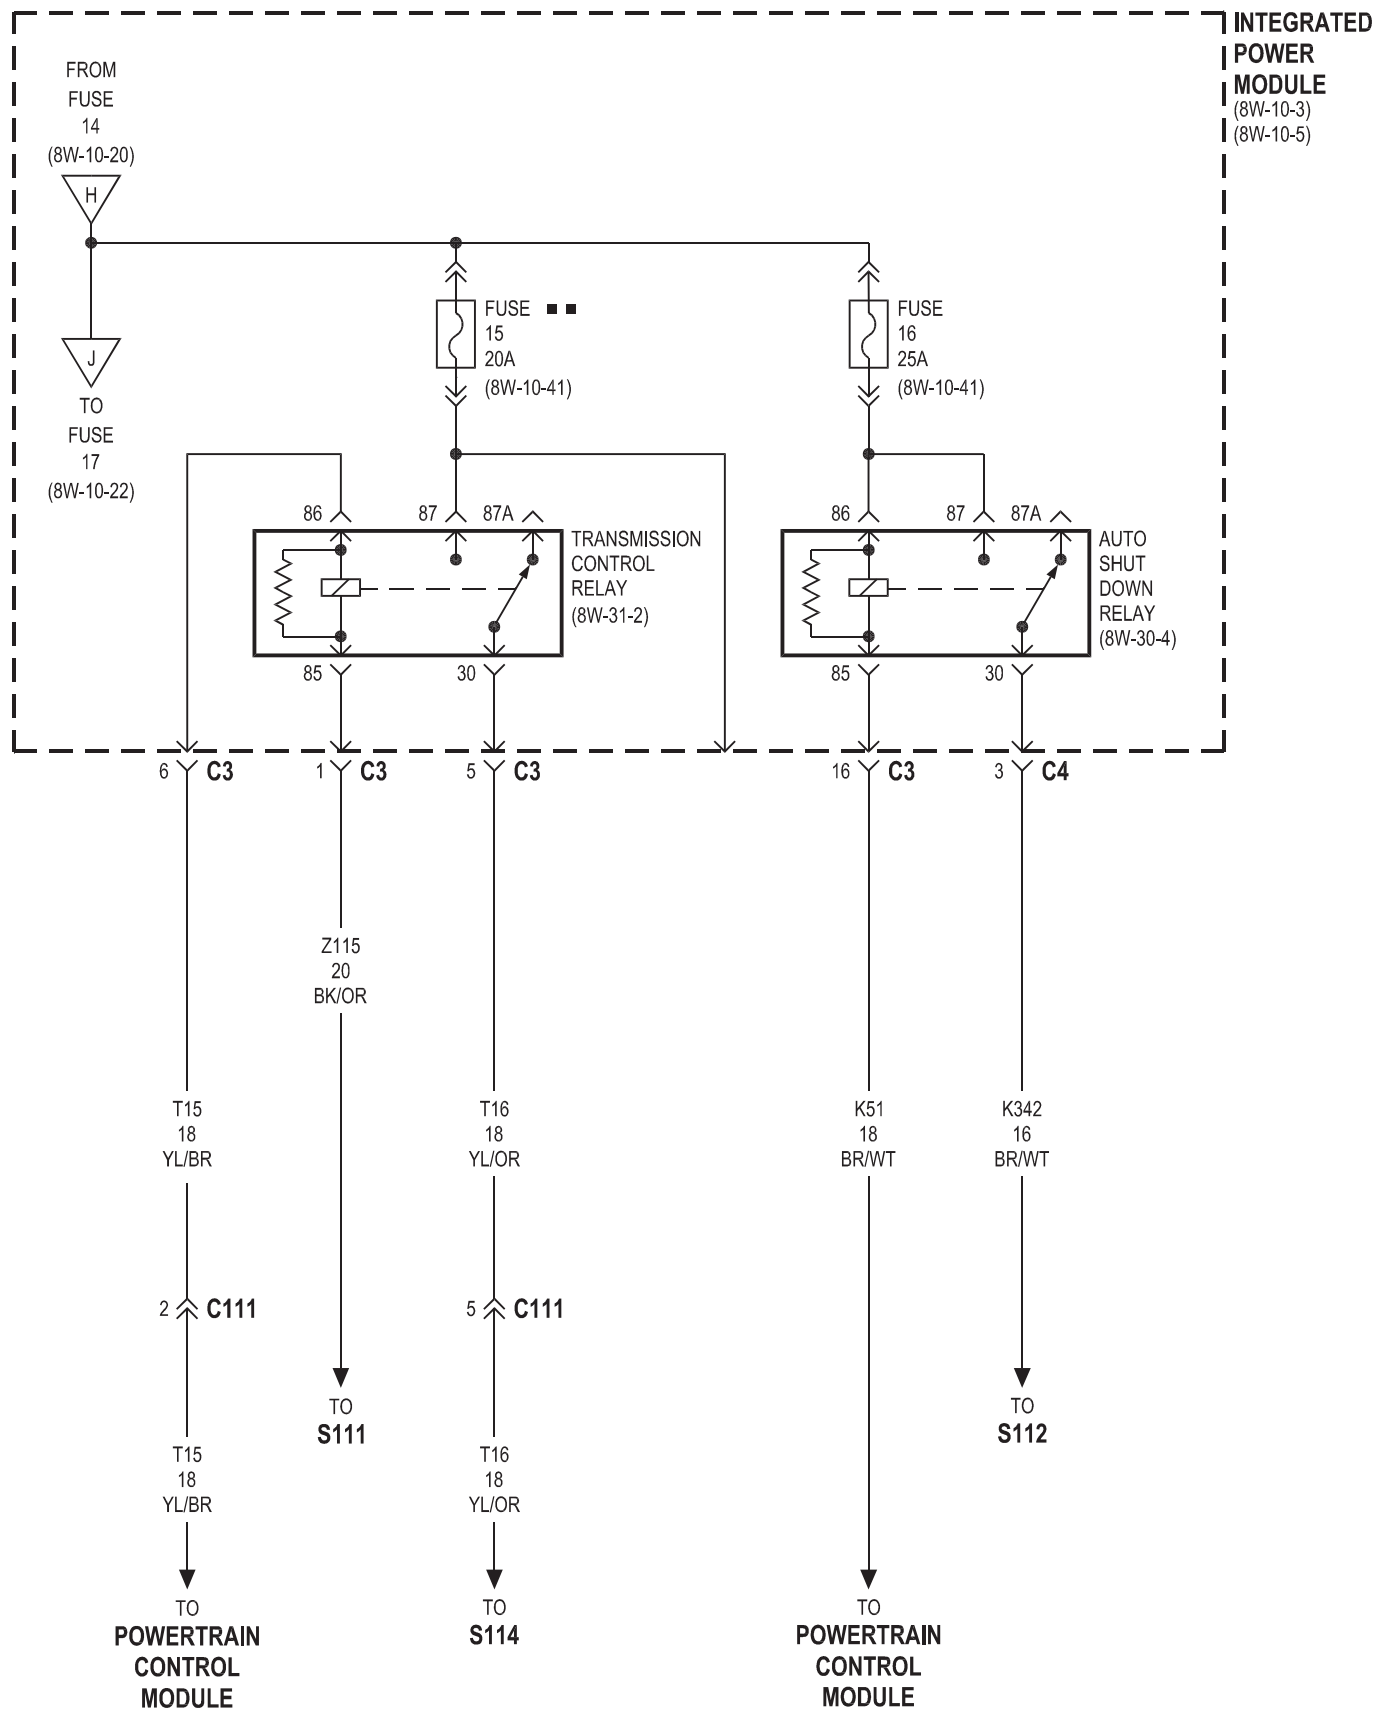 INTEGRATED
POWER
MODULE
(8W-10-3)
(8W-10-5)
FROM
FUSE
14
(8W-10-20)
H
J
TO
FUSE
17
(8W-10-22)
FUSE
15
20A
(8W-10-41)
FUSE
16
25A
(8W-10-41)
86
87
87A
TRANSMISSION
CONTROL
RELAY
(8W-31-2)
85
30
86
87
87A
AUTO
SHUT
DOWN
RELAY
(8W-30-4)
85
30
6 C3
1 C3
5 C3
16 C3
3 C4
Z115
20
BK/OR
T15
18
YL/BR
T16
18
YL/OR
K51
18
BR/WT
K342
16
BR/WT
2 C111
5 C111
TO
S111
TO
S112
T15
18
YL/BR
T16
18
YL/OR
TO
POWERTRAIN
CONTROL
MODULE
TO
S114
TO
POWERTRAIN
CONTROL
MODULE